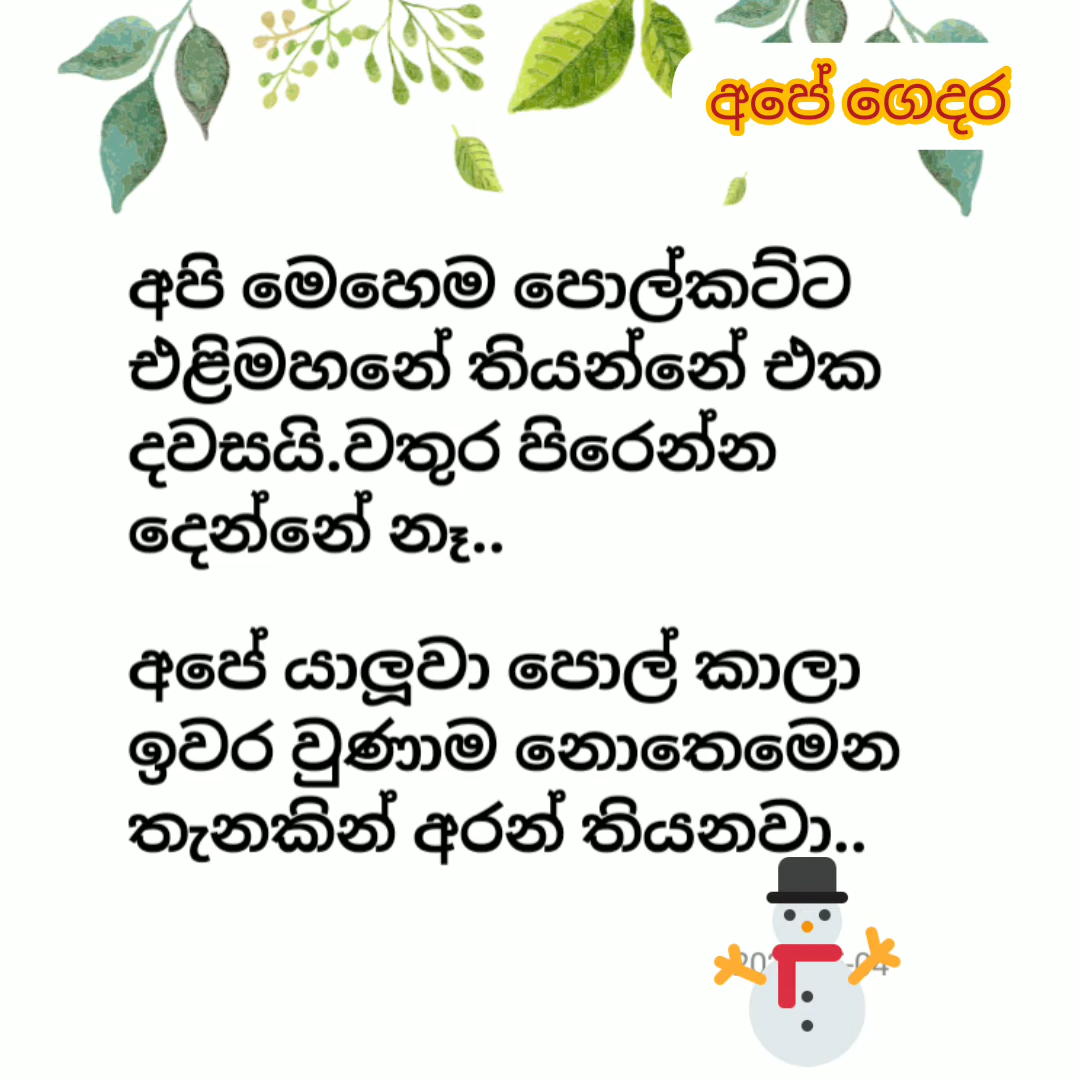 අපේ ගෙදර
අපි මෙහෙම පොල්කට්ට
එළිමහනේ තියන්නේ එක
දවසයි.වතුර පිරෙන්න
දෙන්නේ නෑ..
අපේ යාලූවා පොල් කාලා
ඉවර වුණාම නොතෙමෙන
තැනකින් අරන් තියනවා..